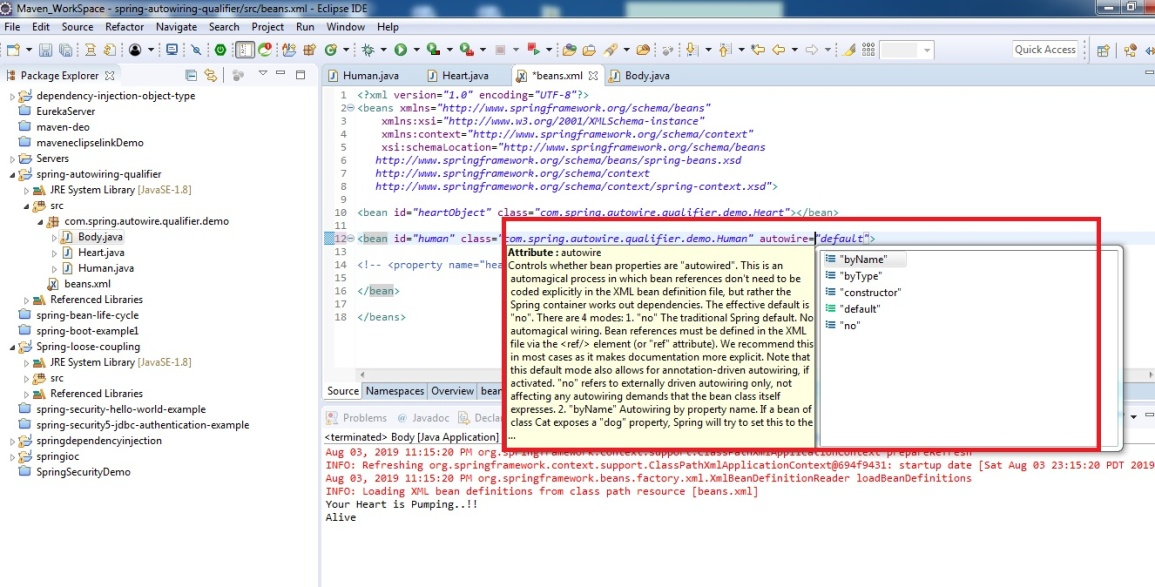 Maven_WorkSpace - spring-autowiring-qualifier/src/beans.xml - Eclipse IDE
File Edit Source Refactor Navigate Search Project Run Window Help
Quick Access
Package Explorer
Human.java Heart.java *beans.xml Body.java
dependency-injection-object-type
EurekaServer
maven-deo
maveneclipselinkDemo
Servers
spring-autowiring-qualifier
JRE System Library [JavaSE-1.8]
src
com.spring.autowire.qualifier.demo
Body.java
Heart.java
Human.java
beans.xml
Referenced Libraries
spring-bean-life-cycle
spring-boot-example1
Spring-loose-coupling
JRE System Library [JavaSE-1.8]
src
Referenced Libraries
spring-security-hello-world-example
spring-security5-jdbc-authentication-example
springdependencyinjection
springioc
SpringSecurityDemo
1 <?xml version="1.0" encoding="UTF-8"?>
2 <beans xmlns="http://www.springframework.org/schema/beans"
3 xmlns:xsi="http://www.w3.org/2001/XMLSchema-instance"
4 xmlns:context="http://www.springframework.org/schema/context"
5 xsi:schemaLocation="http://www.springframework.org/schema/beans
6 http://www.springframework.org/schema/beans/spring-beans.xsd
7 http://www.springframework.org/schema/context
8 http://www.springframework.org/schema/context/spring-context.xsd">
9
10 <bean id="heartObject" class="com.spring.autowire.qualifier.demo.Heart"></bean>
11
12 <bean id="human" class="com.spring.autowire.qualifier.demo.Human" autowire="default">
13
14 <!-- <property name="hea
15
16 </bean>
17
18 </beans>
Attribute : autowire
Controls whether bean properties are "autowired". This is an
automagical process in which bean references don't need to be
coded explicitly in the XML bean definition file, but rather the
Spring container works out dependencies. The effective default is
"no". There are 4 modes: 1. "no" The traditional Spring default. No
automagical wiring. Bean references must be defined in the XML
file via the <ref/> element (or "ref" attribute). We recommend this
in most cases as it makes documentation more explicit. Note that
this default mode also allows for annotation-driven autowiring, if
activated. "no" refers to externally driven autowiring only, not
affecting any autowiring demands that the bean class itself
expresses. 2. "byName" Autowiring by property name. If a bean of
class Cat exposes a "dog" property, Spring will try to set this to the
...
"byName"
"byType"
"constructor"
"default"
"no"
Source Namespaces Overview bean
Problems Javadoc Declar
<terminated> Body [Java Application]
Aug 03, 2019 11:15:20 PM org.springframework.context.support.ClassPathXmlApplicationContext prepareRefresh
INFO: Refreshing org.springframework.context.support.ClassPathXmlApplicationContext@694f9431: startup date [Sat Aug 03 23:15:20 PDT 2019
Aug 03, 2019 11:15:20 PM org.springframework.beans.factory.xml.XmlBeanDefinitionReader loadBeanDefinitions
INFO: Loading XML bean definitions from class path resource [beans.xml]
Your Heart is Pumping..!!
Alive